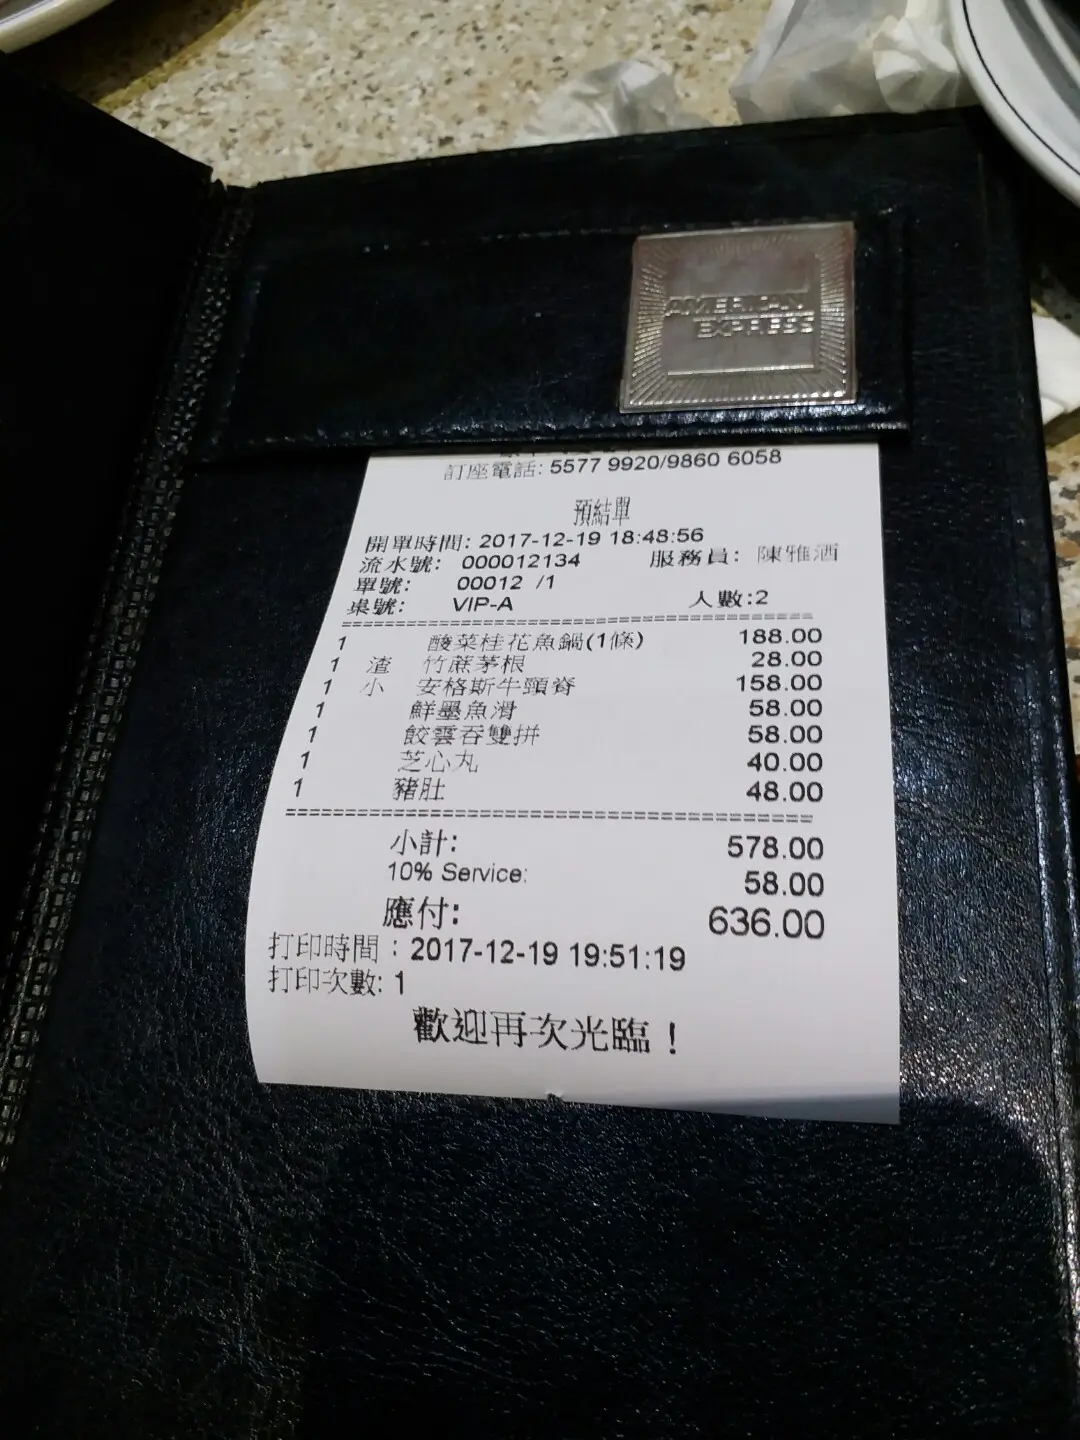 AMERICAN
EXPRESS
訂座電話: 5577 9920/9860 6058
預結單
開單時間: 2017-12-19 18:48:56
流水號: 000012134 服務員: 陳雅酒
單號: 00012 /1
桌號: VIP-A 人數:2
1 酸菜桂花魚鍋(1條) 188.00
1 渣 竹蔗茅根 28.00
1 小 安格斯牛頸脊 158.00
1 鮮墨魚滑 58.00
1 餃雲吞雙拼 58.00
1 芝心丸 40.00
1 豬肚 48.00
小計: 578.00
10% Service: 58.00
應付: 636.00
打印時間 : 2017-12-19 19:51:19
打印次數: 1
歡迎再次光臨！